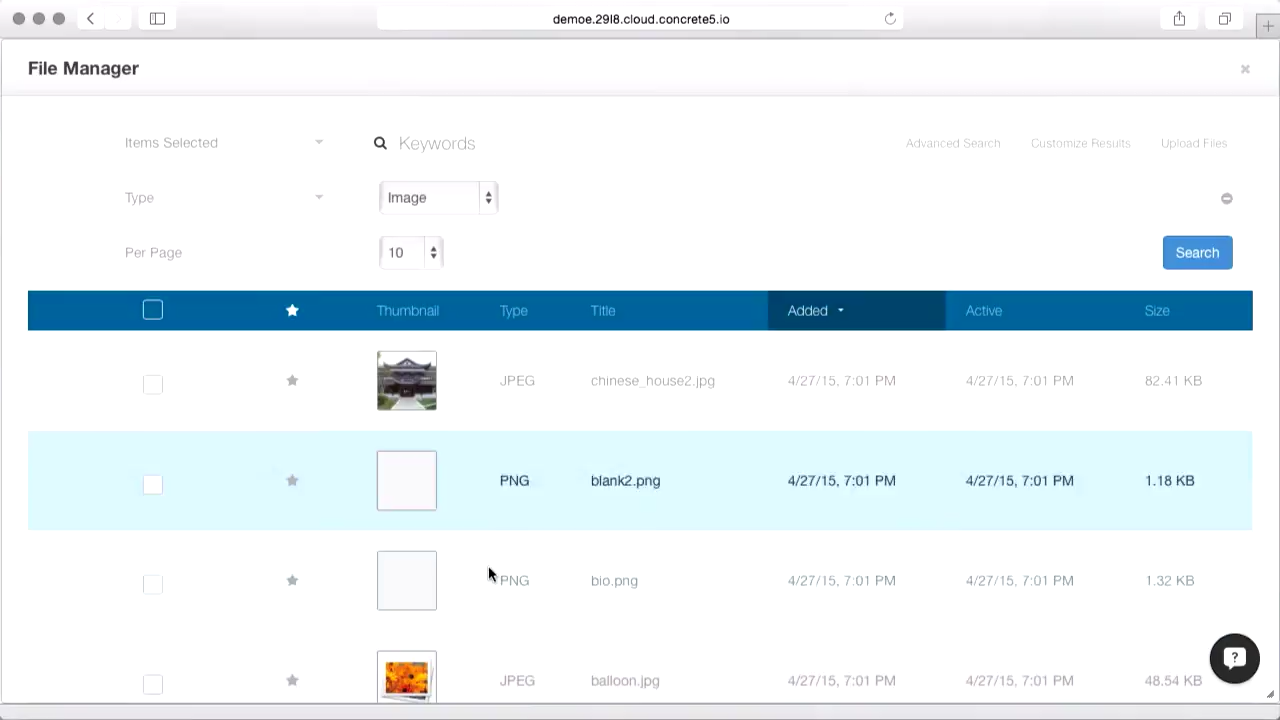 demoe.29l8.cloud.concrete5.io
File Manager
Items Selected Keywords Advanced Search Customize Results Upload Files
Type Image
Per Page 10 Search
Thumbnail Type Title Added Active Size
JPEG chinese_house2.jpg 4/27/15, 7:01 PM 4/27/15, 7:01 PM 82.41 KB
PNG blank2.png 4/27/15, 7:01 PM 4/27/15, 7:01 PM 1.18 KB
PNG bio.png 4/27/15, 7:01 PM 4/27/15, 7:01 PM 1.32 KB
JPEG balloon.jpg 4/27/15, 7:01 PM 4/27/15, 7:01 PM 48.54 KB